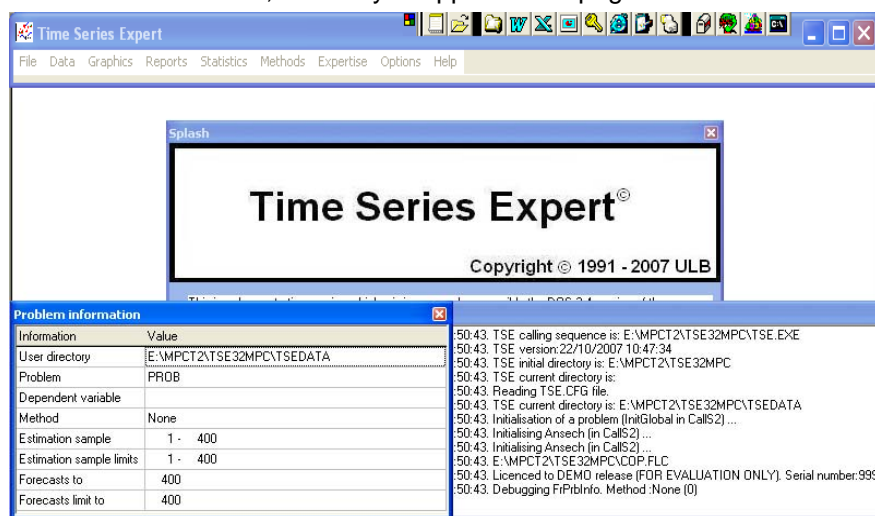 Time Series Expert
File Data Graphics Reports Statistics Methods Expertise Options Help
Splash
Time Series Expert©
Copyright © 1991 - 2007 ULB
Problem information
Information Value
User directory E:\MPCT2\TSE32MPC\TSEDATA
Problem PROB
Dependent variable
Method None
Estimation sample 1 - 400
Estimation sample limits 1 - 400
Forecasts to 400
Forecasts limit to 400
:50:43. TSE calling sequence is: E:\MPCT2\TSE32MPC\TSE.EXE
:50:43. TSE version:22/10/2007 10:47:34
:50:43. TSE initial directory is: E:\MPCT2\TSE32MPC
:50:43. TSE current directory is:
:50:43. Reading TSE.CFG file.
:50:43. TSE current directory is: E:\MPCT2\TSE32MPC\TSEDATA
:50:43. Initialisation of a problem (InitGlobal in CallS2) ...
:50:43. Initialising Ansech (in CallS2) ...
:50:43. Initialising Ansech (in CallS2) ...
:50:43. E:\MPCT2\TSE32MPC\COP.FLC
:50:43. Licenced to DEMO release (FOR EVALUATION ONLY). Serial number:999
:50:43. Debugging FrPrbInfo. Method :None (0)